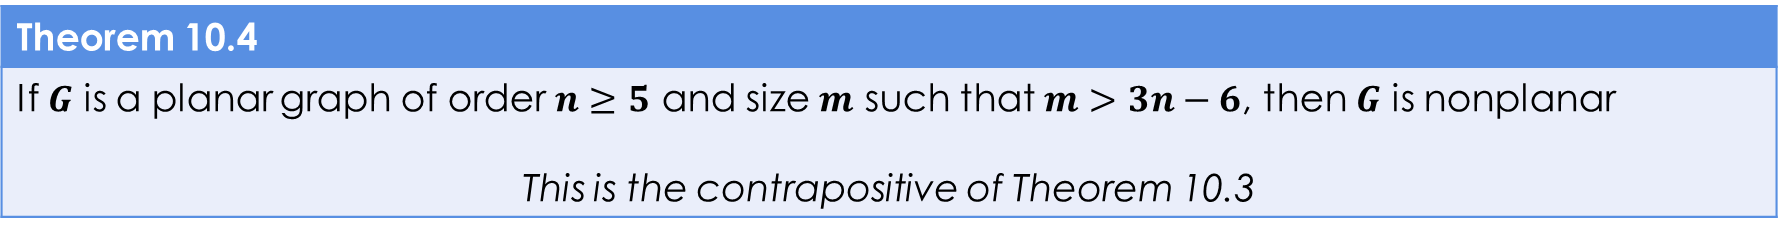 Theorem 10.4
If G is a planar graph of order n ≥ 5 and size m such that m > 3n − 6, then G is nonplanar
This is the contrapositive of Theorem 10.3